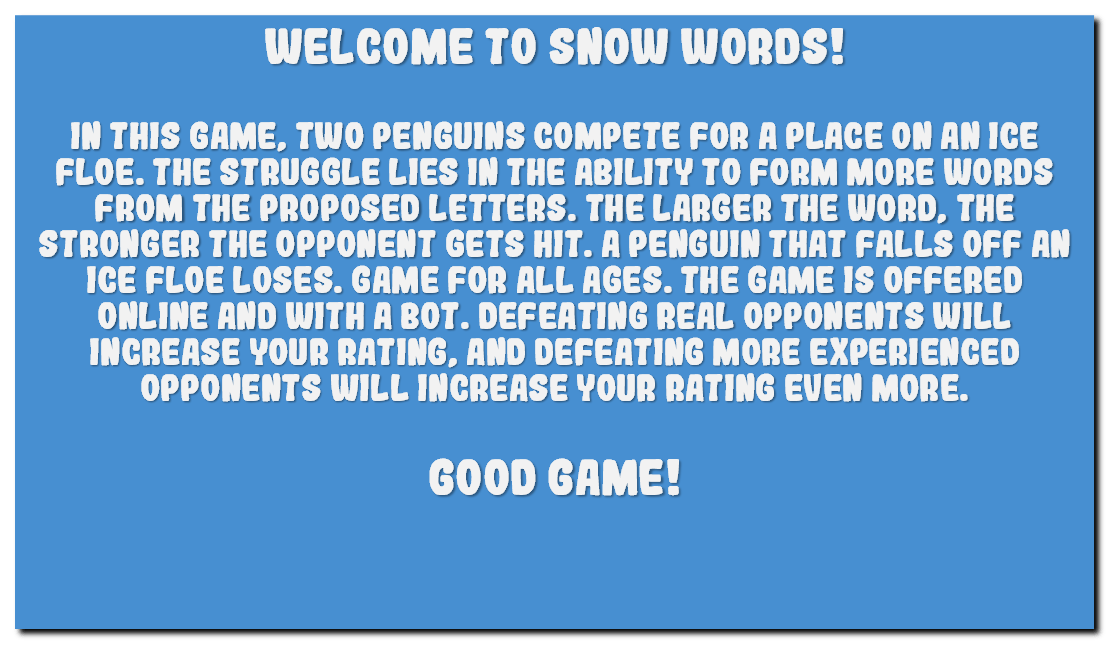 WELCOME TO SNOW WORDS!
IN THIS GAME, TWO PENGUINS COMPETE FOR A PLACE ON AN ICE
FLOE. THE STRUGGLE LIES IN THE ABILITY TO FORM MORE WORDS
FROM THE PROPOSED LETTERS. THE LARGER THE WORD, THE
STRONGER THE OPPONENT GETS HIT. A PENGUIN THAT FALLS OFF AN
ICE FLOE LOSES. GAME FOR ALL AGES. THE GAME IS OFFERED
ONLINE AND WITH A BOT. DEFEATING REAL OPPONENTS WILL
INCREASE YOUR RATING, AND DEFEATING MORE EXPERIENCED
OPPONENTS WILL INCREASE YOUR RATING EVEN MORE.
GOOD GAME!